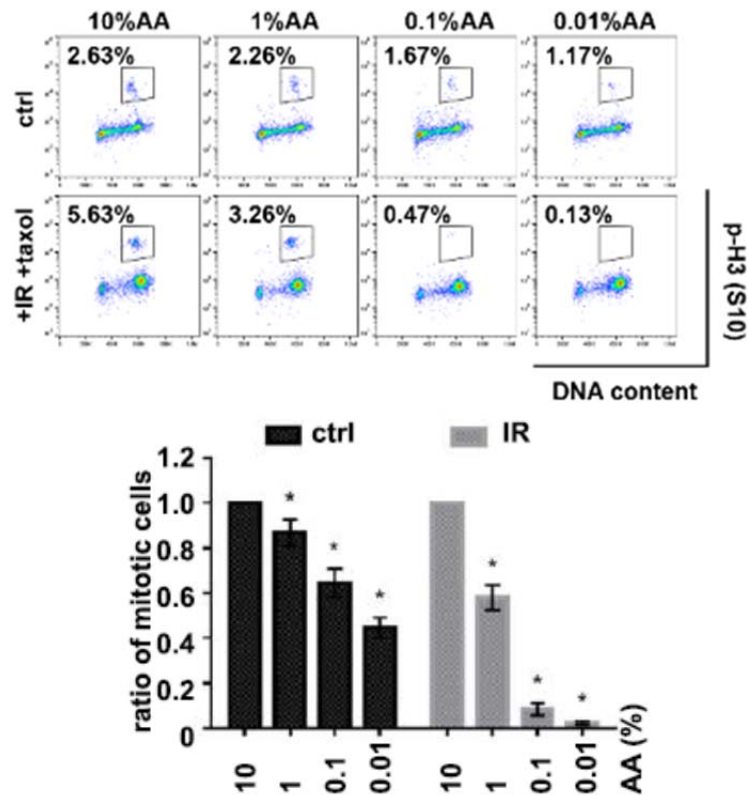 10%AA 1%AA 0.1%AA 0.01%AA
ctrl
2.63% 2.26% 1.67% 1.17%
+IR +taxol
5.63% 3.26% 0.47% 0.13%
p-H3 (S10)
DNA content
ctrl IR
ratio of mitotic cells
1.2
1.0
0.8
0.6
0.4
0.2
0
* * * * * *
10 1 0.1 0.01 10 1 0.1 0.01 AA (%)